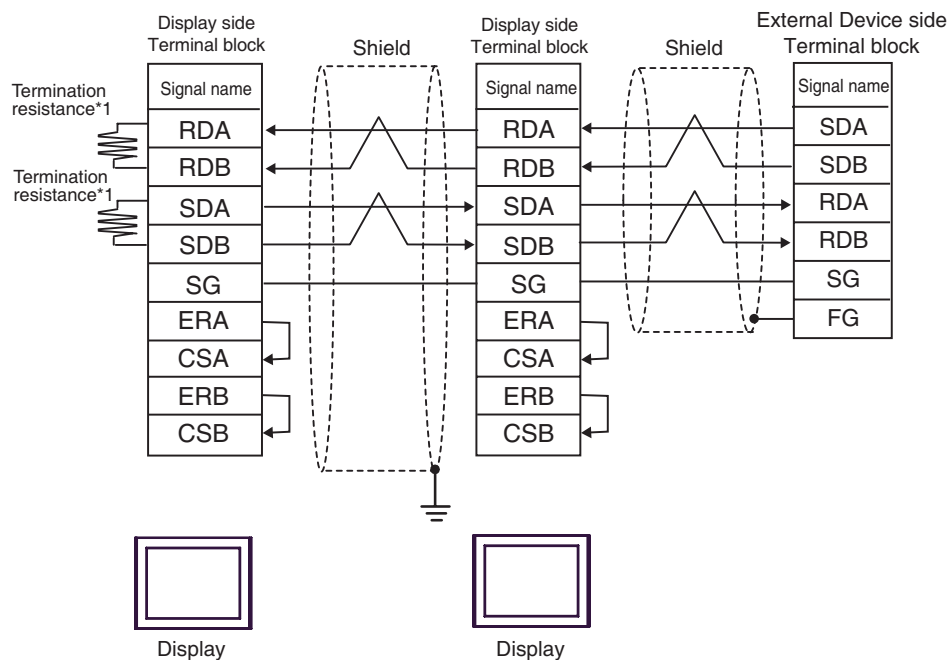 Display side
Terminal block
Shield
Display side
Terminal block
Shield
External Device side
Terminal block
Termination
resistance*1
Termination
resistance*1
Signal name
RDA
RDB
SDA
SDB
SG
ERA
CSA
ERB
CSB
Signal name
RDA
RDB
SDA
SDB
SG
ERA
CSA
ERB
CSB
Signal name
SDA
SDB
RDA
RDB
SG
FG
Display
Display